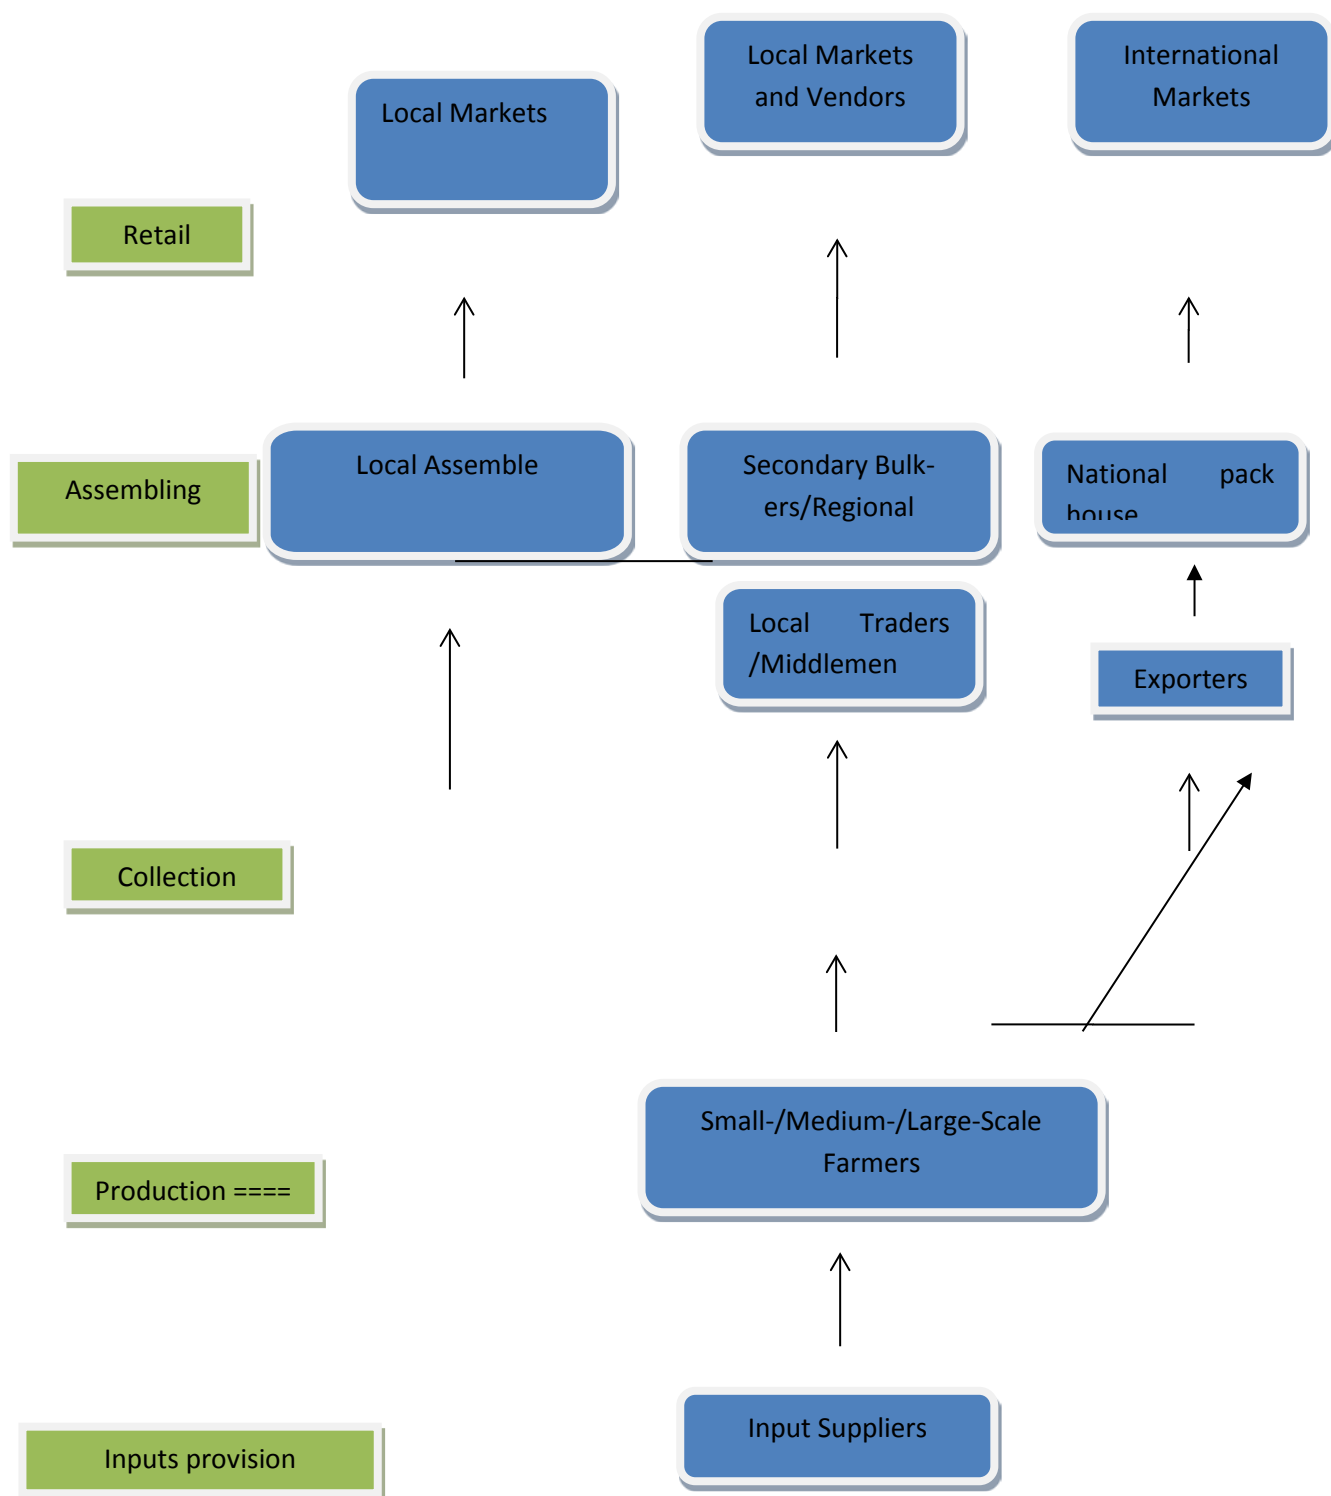 Local Markets
and Vendors
International
Markets
Local Markets
Retail
Local Assemble
Secondary Bulk-
ers/Regional
National pack
house
Assembling
Local Traders
/Middlemen
Exporters
Collection
Small-/Medium-/Large-Scale
Farmers
Production ====
Input Suppliers
Inputs provision